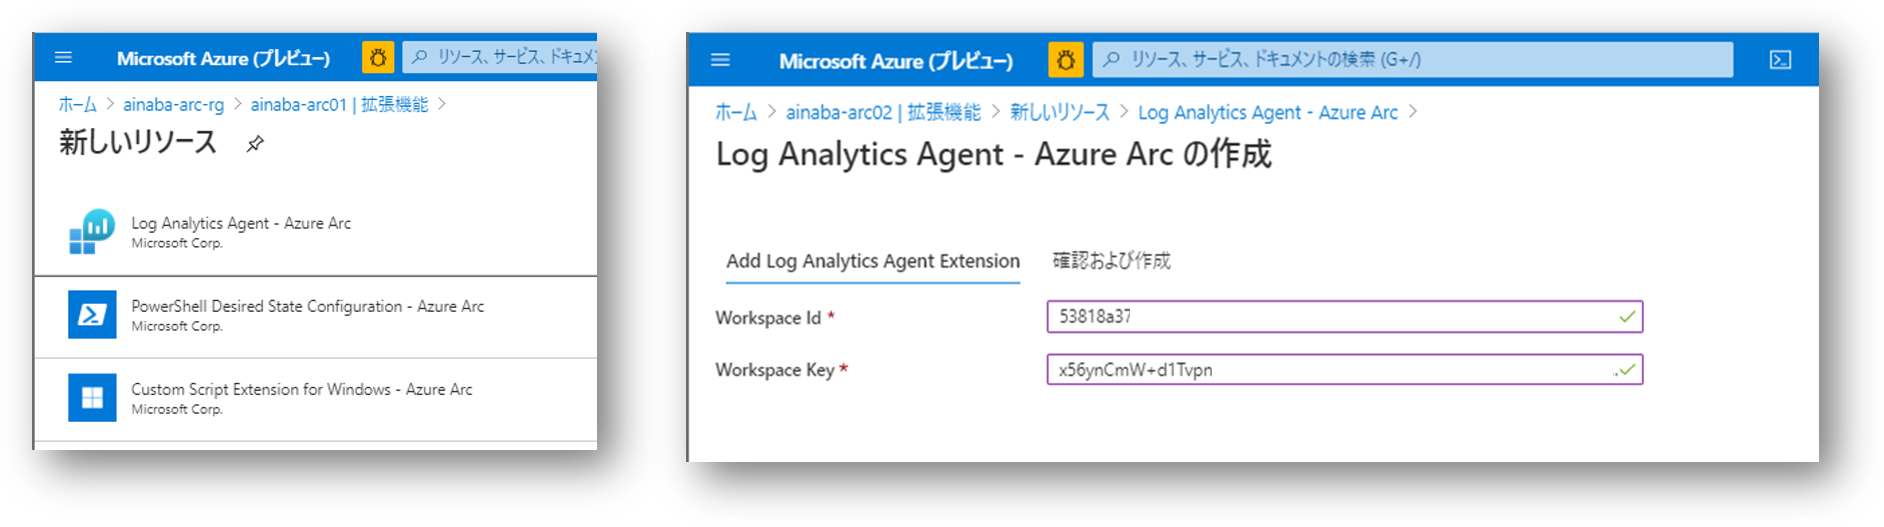 Microsoft Azure (プレビュー)
リソース、サービス、ドキュメン
ホーム > ainaba-arc-rg > ainaba-arc01 | 拡張機能 >
新しいリソース
Log Analytics Agent - Azure Arc
Microsoft Corp.
PowerShell Desired State Configuration - Azure Arc
Microsoft Corp.
Custom Script Extension for Windows - Azure Arc
Microsoft Corp.
Microsoft Azure (プレビュー)
リソース、サービス、ドキュメントの検索 (G+/)
ホーム > ainaba-arc02 | 拡張機能 > 新しいリソース > Log Analytics Agent - Azure Arc >
Log Analytics Agent - Azure Arc の作成
Add Log Analytics Agent Extension
確認および作成
Workspace Id *
53818a37
Workspace Key *
x56ynCmW+d1Tvpn